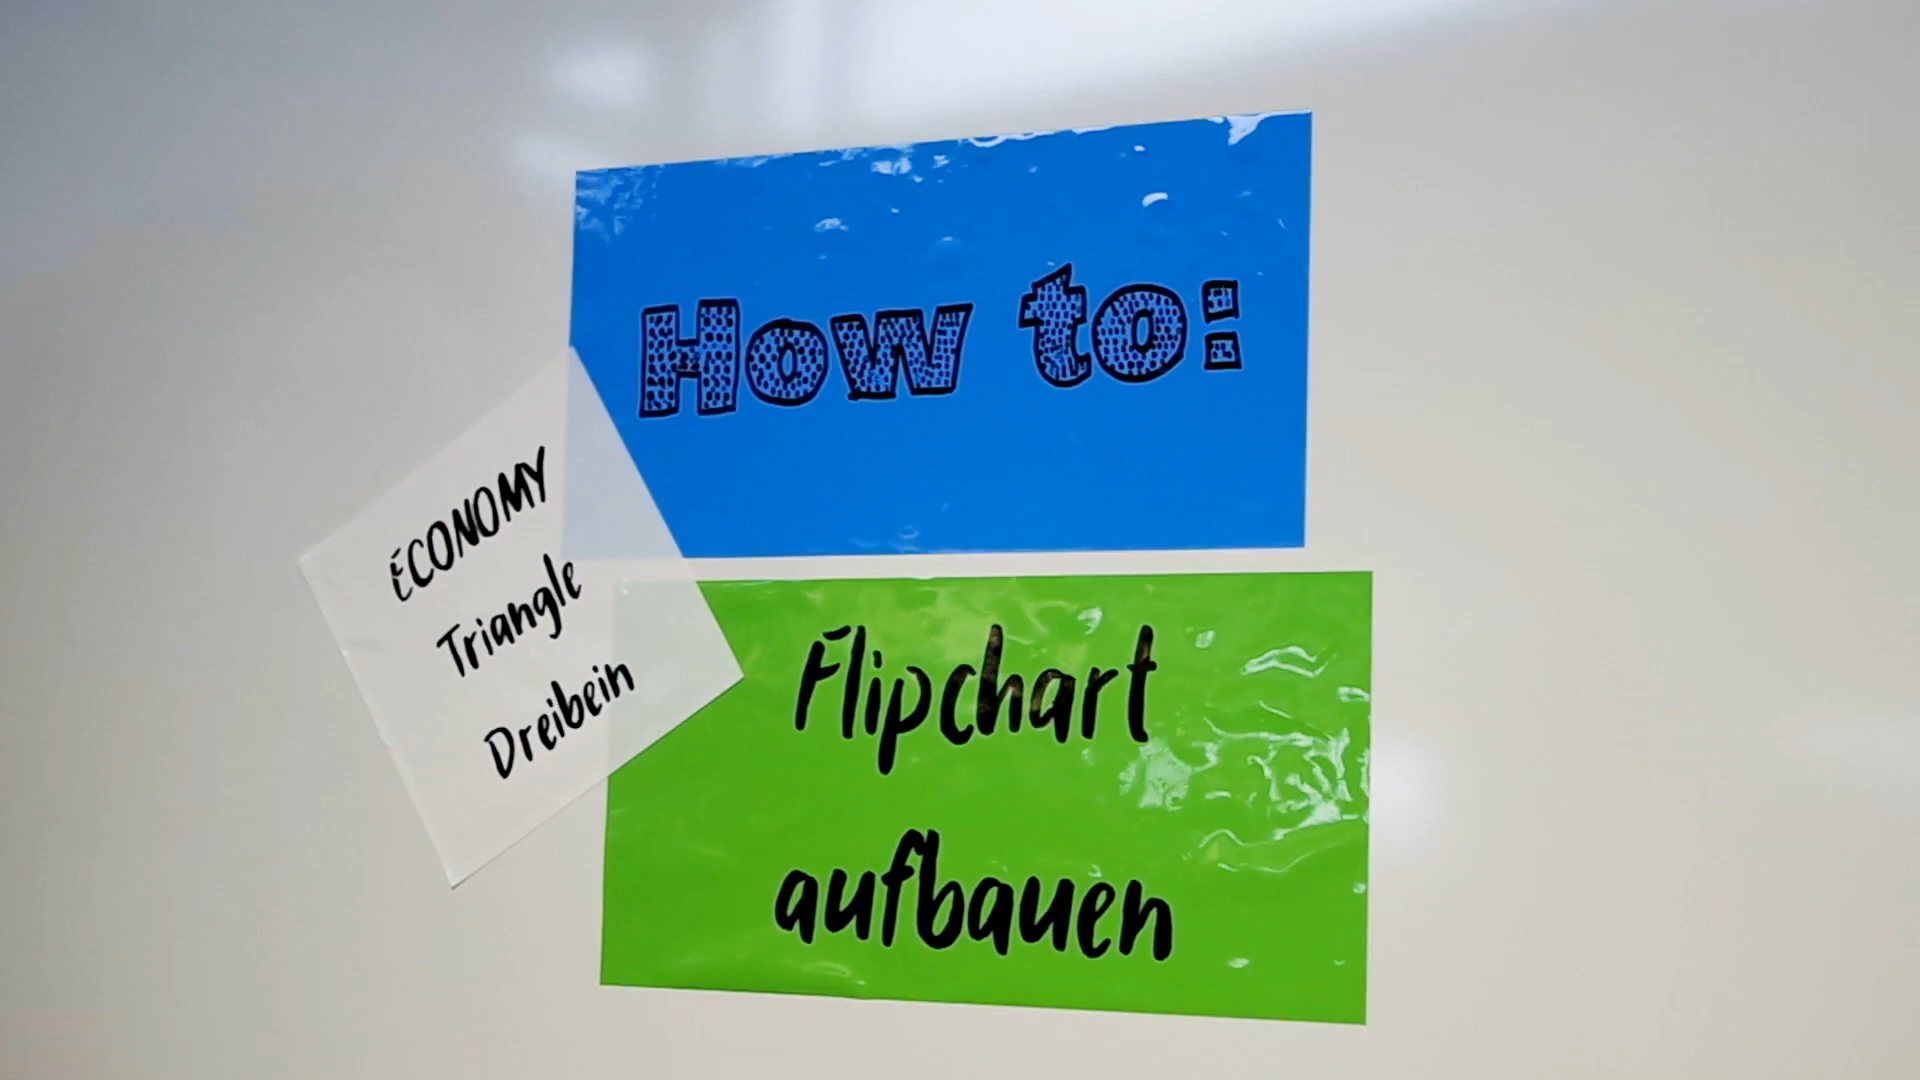 How to:
ECONOMY
Triangle
Dreibein
Flipchart
aufbauen